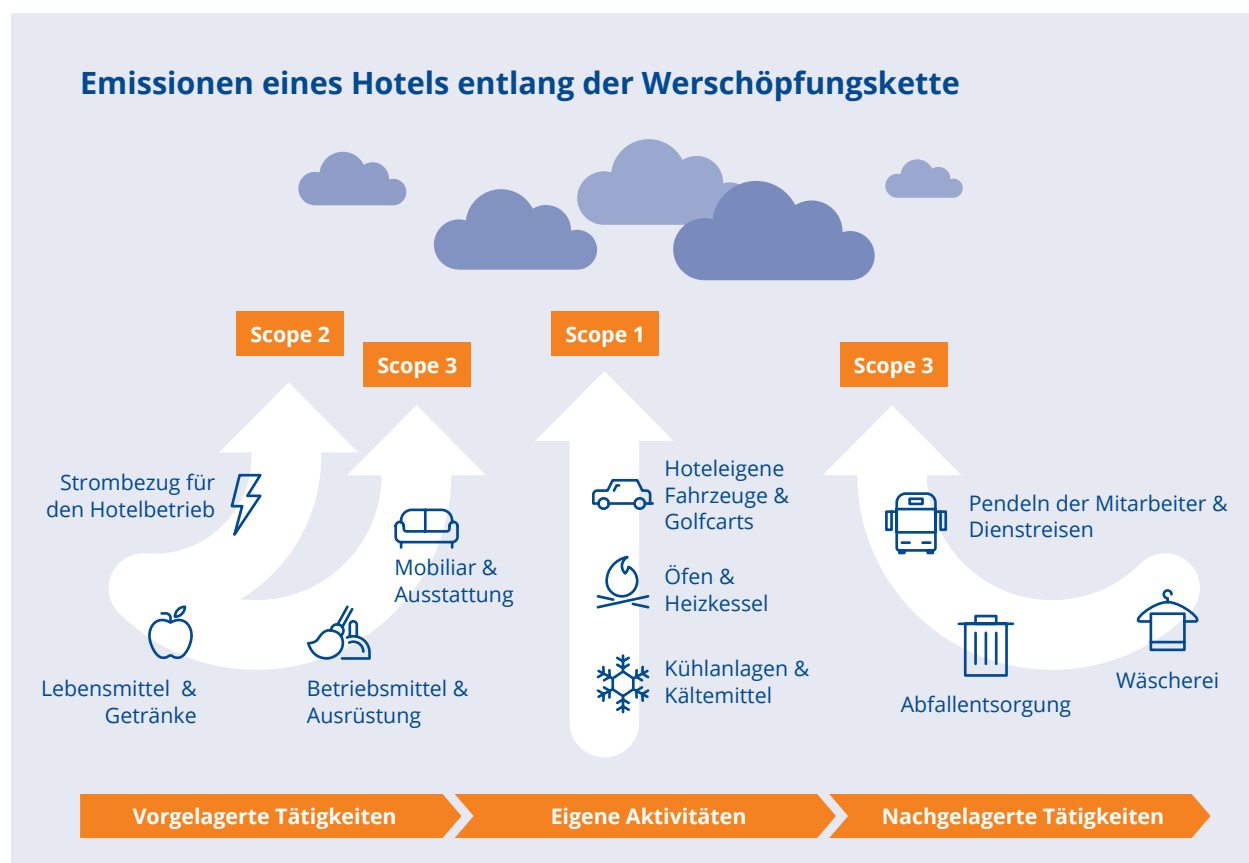 Emissionen eines Hotels entlang der Werschöpfungskette
Scope 2
Scope 3
Scope 1
Scope 3
Strombezug für
den Hotelbetrieb
Mobiliar &
Ausstattung
Lebensmittel &
Getränke
Betriebsmittel &
Ausrüstung
Hoteleigene
Fahrzeuge &
Golfcarts
Öfen &
Heizkessel
Kühlanlagen &
Kältemittel
Pendeln der Mitarbeiter &
Dienstreisen
Abfallentsorgung
Wäscherei
Vorgelagerte Tätigkeiten
Eigene Aktivitäten
Nachgelagerte Tätigkeiten